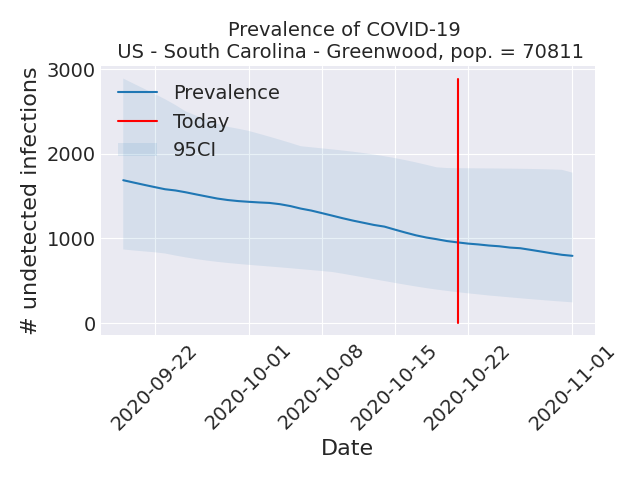 Prevalence of COVID-19
US - South Carolina - Greenwood, pop. = 70811
# undetected infections
3000
2000
1000
0
Prevalence
Today
95CI
2020-09-22
2020-10-01
2020-10-08
2020-10-15
2020-10-22
2020-11-01
Date